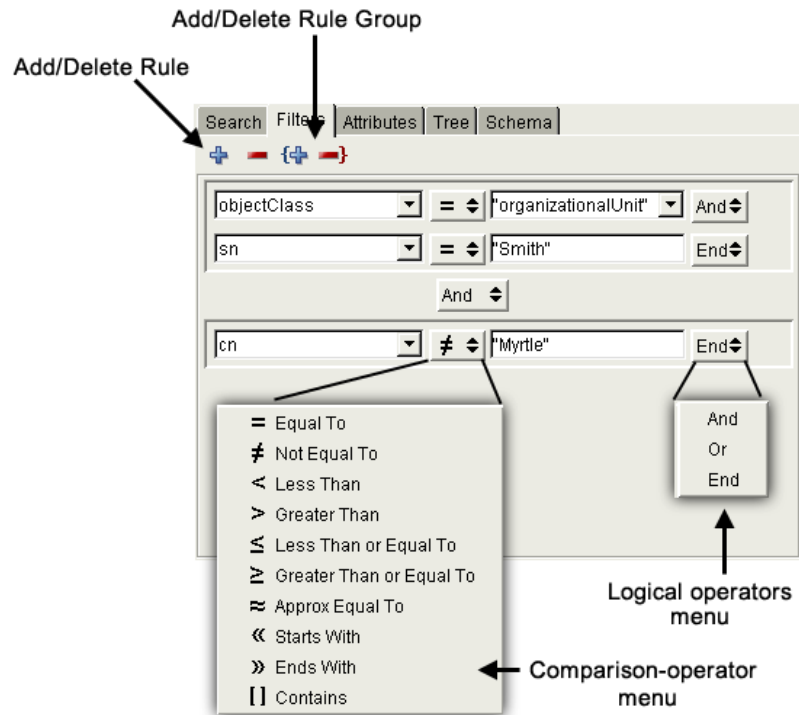 Add/Delete Rule Group
Add/Delete Rule
Search Filters Attributes Tree Schema
{+ −}
objectClass = "organizationalUnit" And
sn = "Smith" End
And
cn ≠ "Myrtle" End
= Equal To
≠ Not Equal To
< Less Than
> Greater Than
≤ Less Than or Equal To
≥ Greater Than or Equal To
≈ Approx Equal To
« Starts With
» Ends With
[ ] Contains
And
Or
End
Logical operators
menu
Comparison-operator
menu